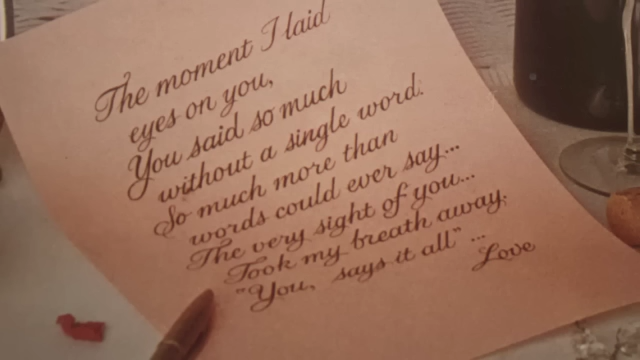 The moment I laid
eyes on you,
You said so much
without a single word.
So much more than
words could ever say...
The very sight of you...
Took my breath away.
"You, says it all" ...
Love